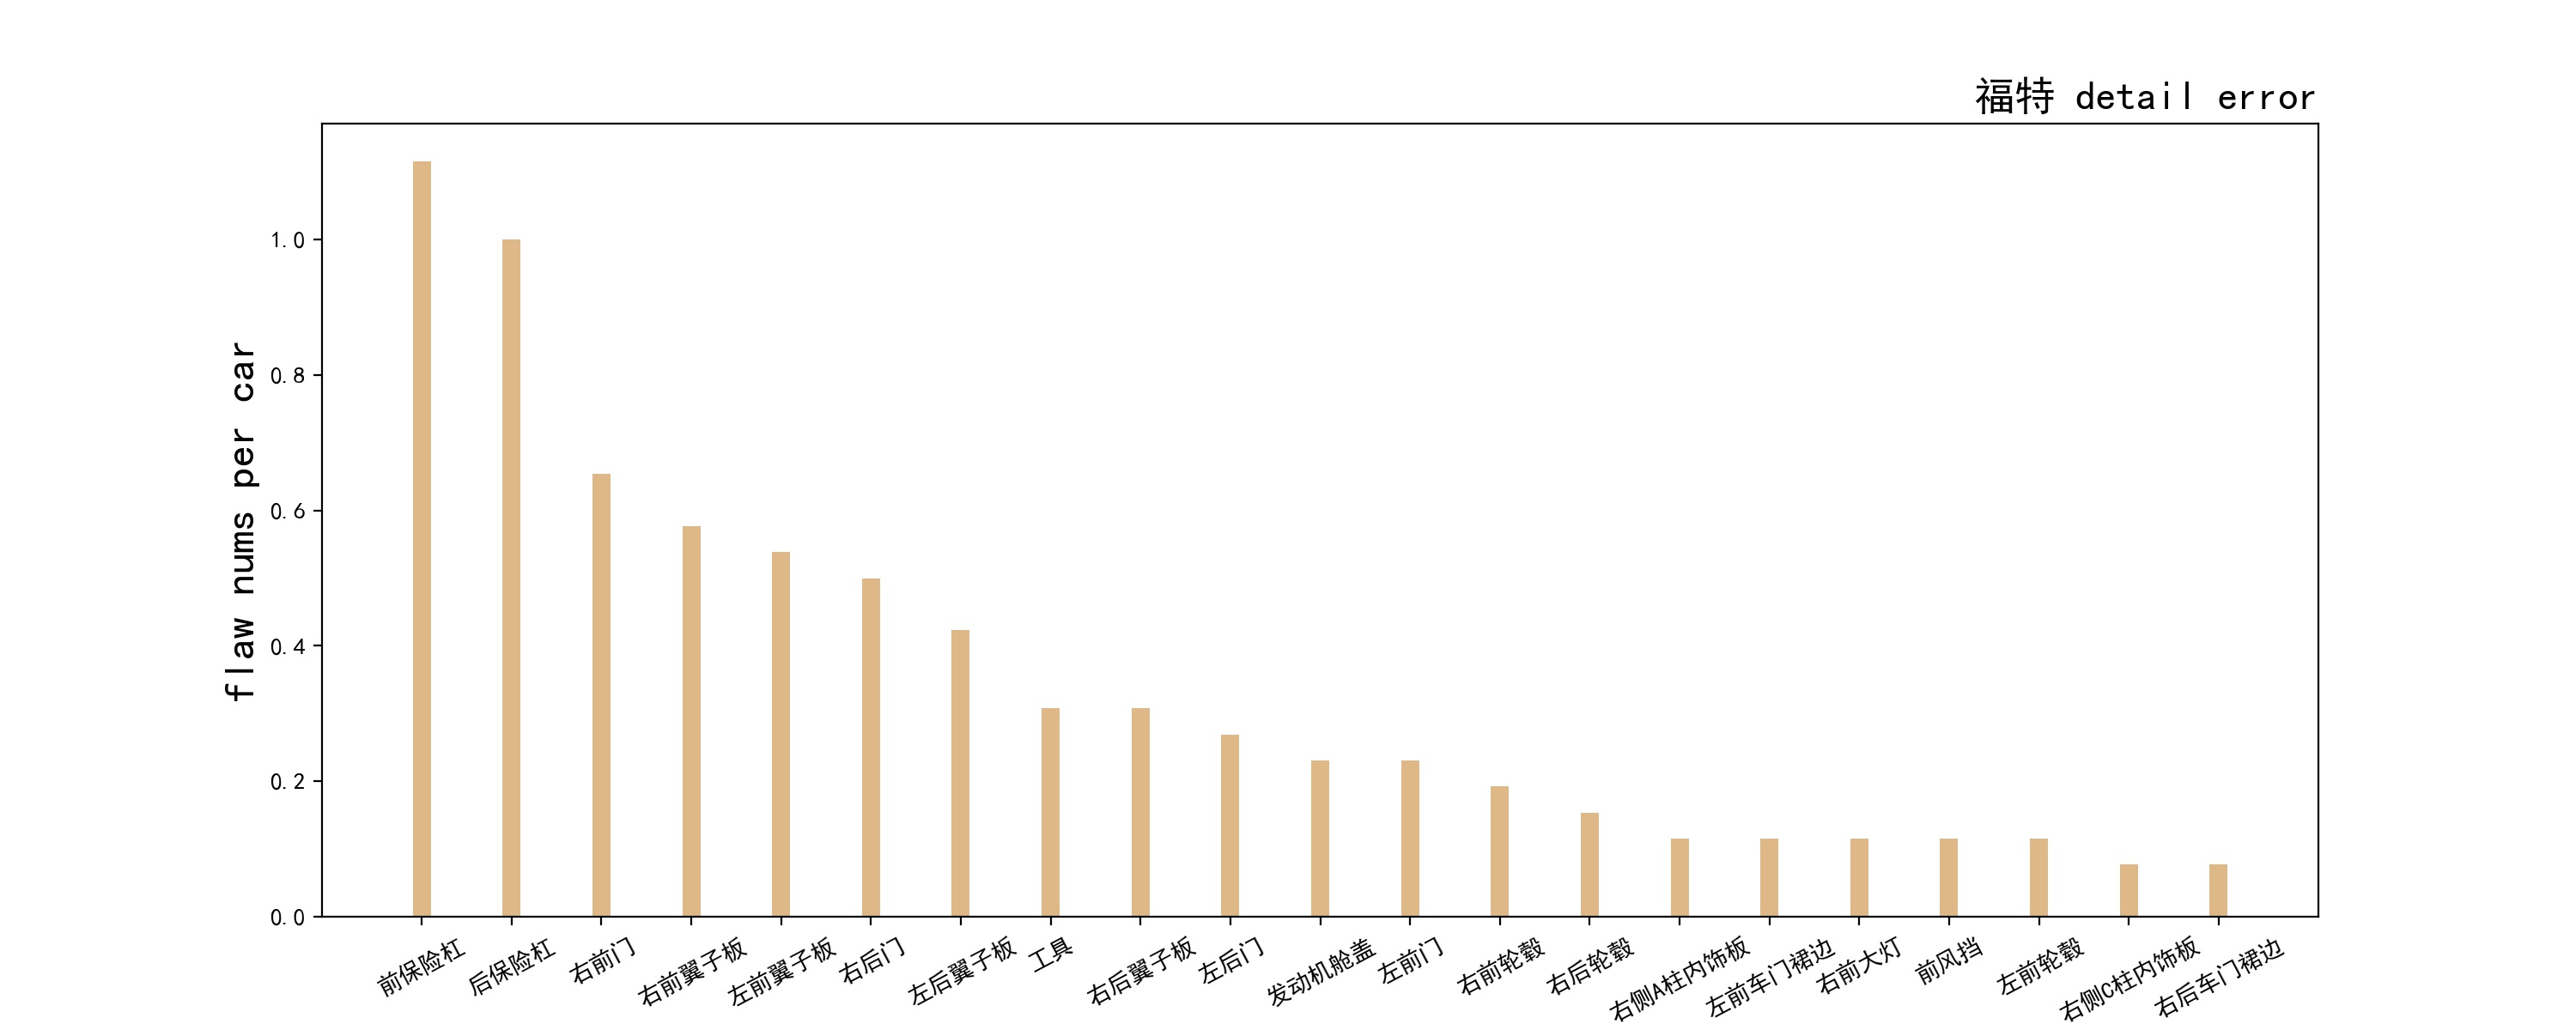 福特 detail error
flaw nums per car
1.0
0.8
0.6
0.4
0.2
0.0
前保险杠
后保险杠
右前门
右前翼子板
左前翼子板
右后门
左后翼子板
工具
右后翼子板
左后门
发动机舱盖
左前门
右前轮毂
右后轮毂
右侧A柱内饰板
左前车门裙边
右前大灯
前风挡
左前轮毂
右侧C柱内饰板
右后车门裙边